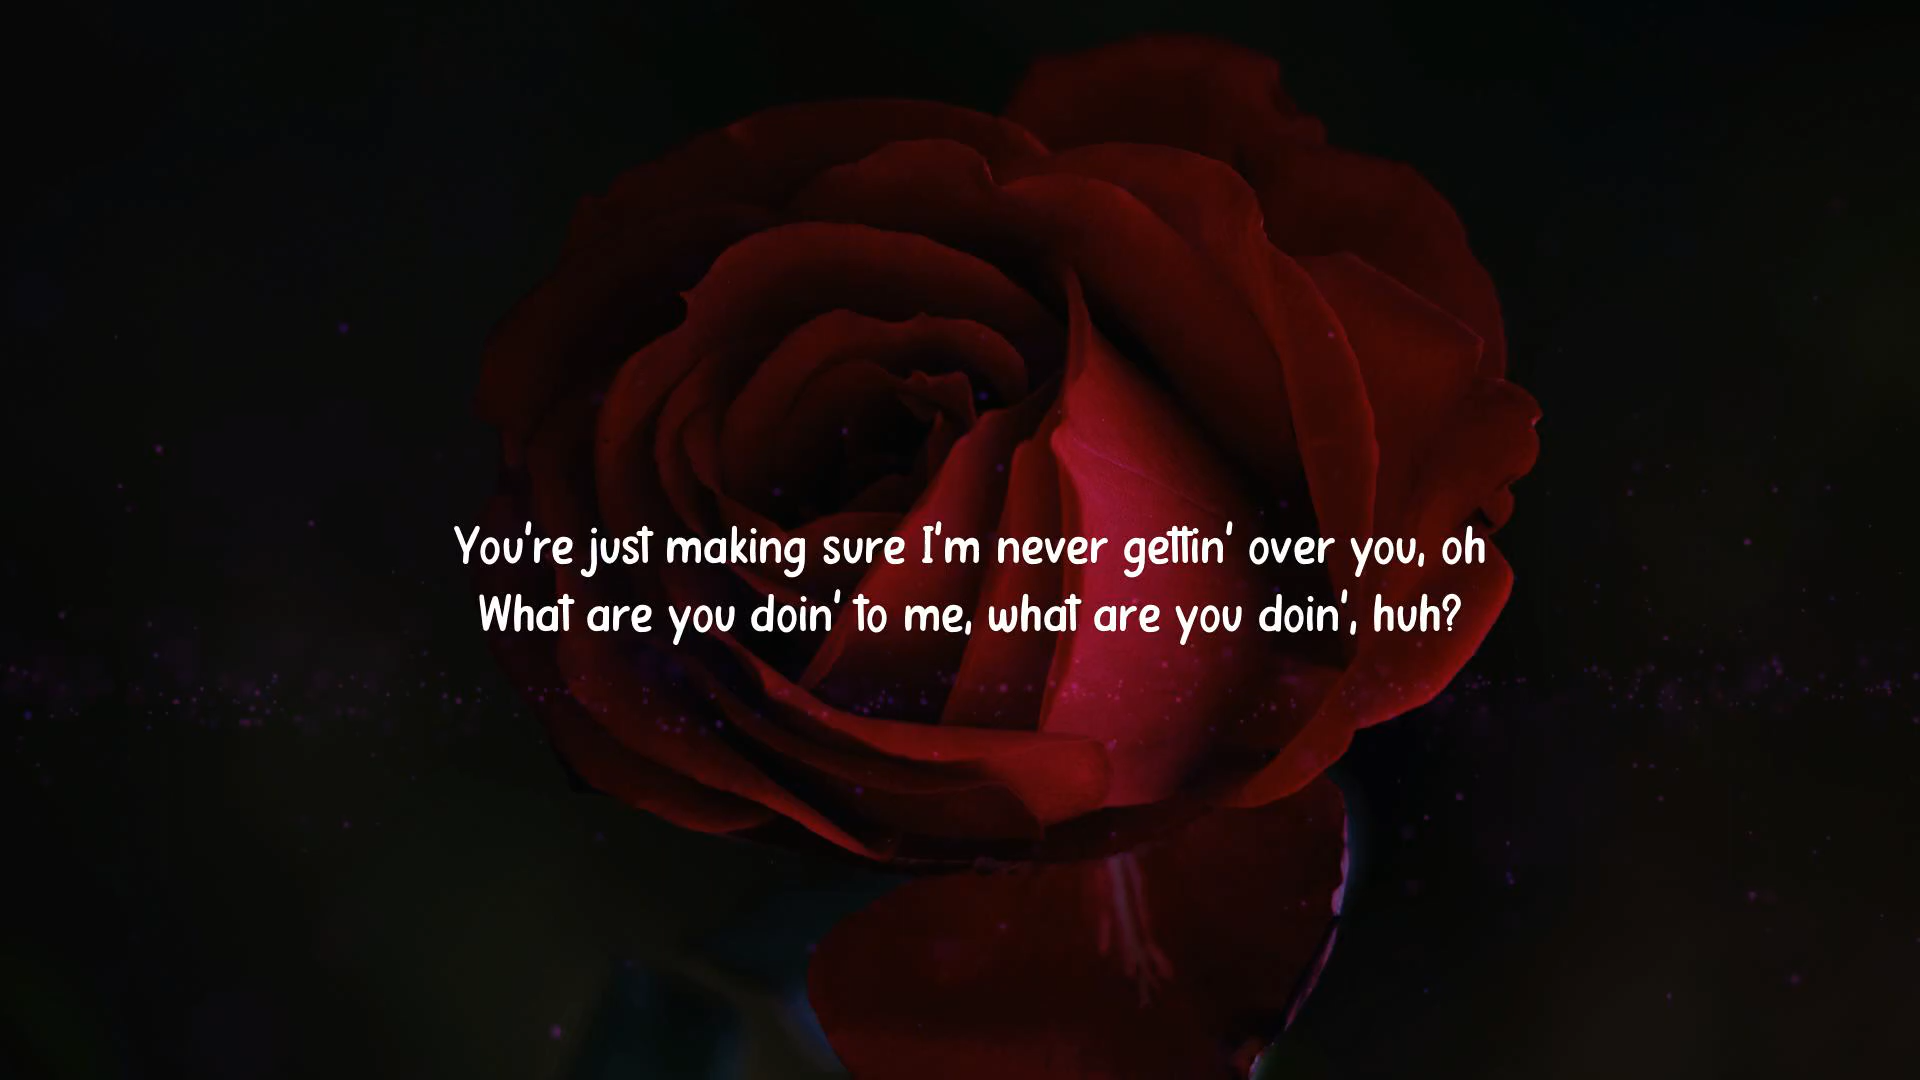 You're just making sure I'm never gettin' over you, oh
What are you doin' to me, what are you doin', huh?